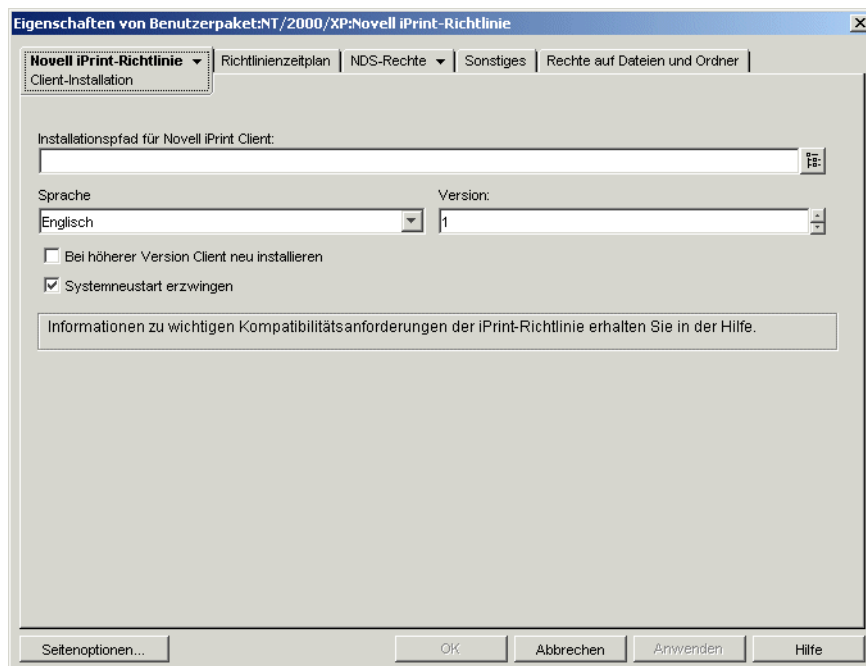 Eigenschaften von Benutzerpaket:NT/2000/XP:Novell iPrint-Richtlinie
Novell iPrint-Richtlinie Richtlinienzeitplan NDS-Rechte Sonstiges Rechte auf Dateien und Ordner
Client-Installation
Installationspfad für Novell iPrint Client:
Sprache Version:
Englisch 1
Bei höherer Version Client neu installieren
Systemneustart erzwingen
Informationen zu wichtigen Kompatibilitätsanforderungen der iPrint-Richtlinie erhalten Sie in der Hilfe.
Seitenoptionen... OK Abbrechen Anwenden Hilfe